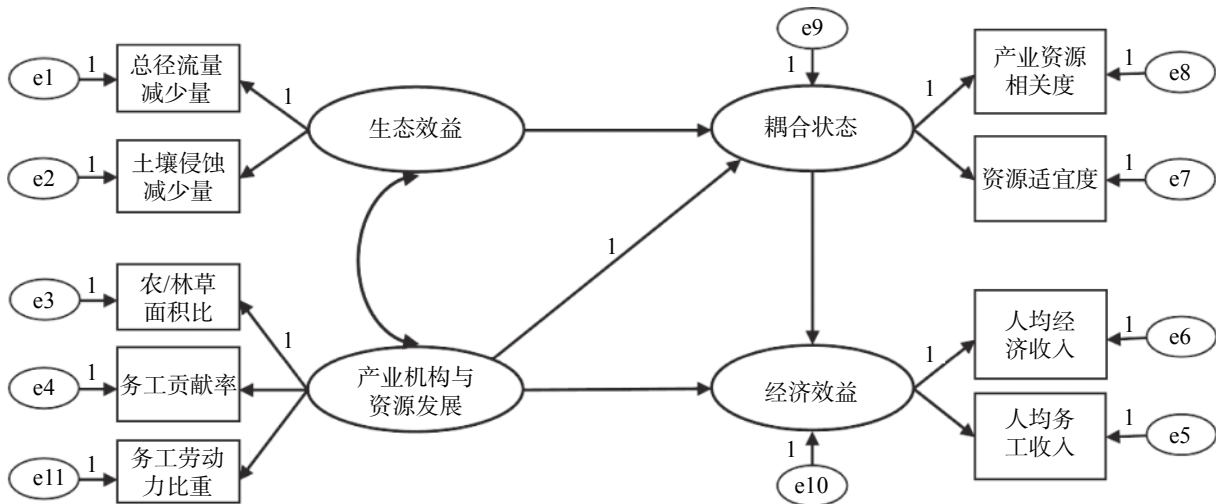 e9
1
e1
1
总径流量
减少量
1
生态效益
耦合状态
1
产业资源
相关度
1
e8
e2
1
土壤侵蚀
减少量
资源适宜度
1
e7
1
e3
1
农/林草
面积比
1
e4
1
务工贡献率
产业机构与
资源发展
经济效益
1
人均经
济收入
1
e6
e11
1
务工劳动
力比重
人均务
工收入
1
e5
1
e10